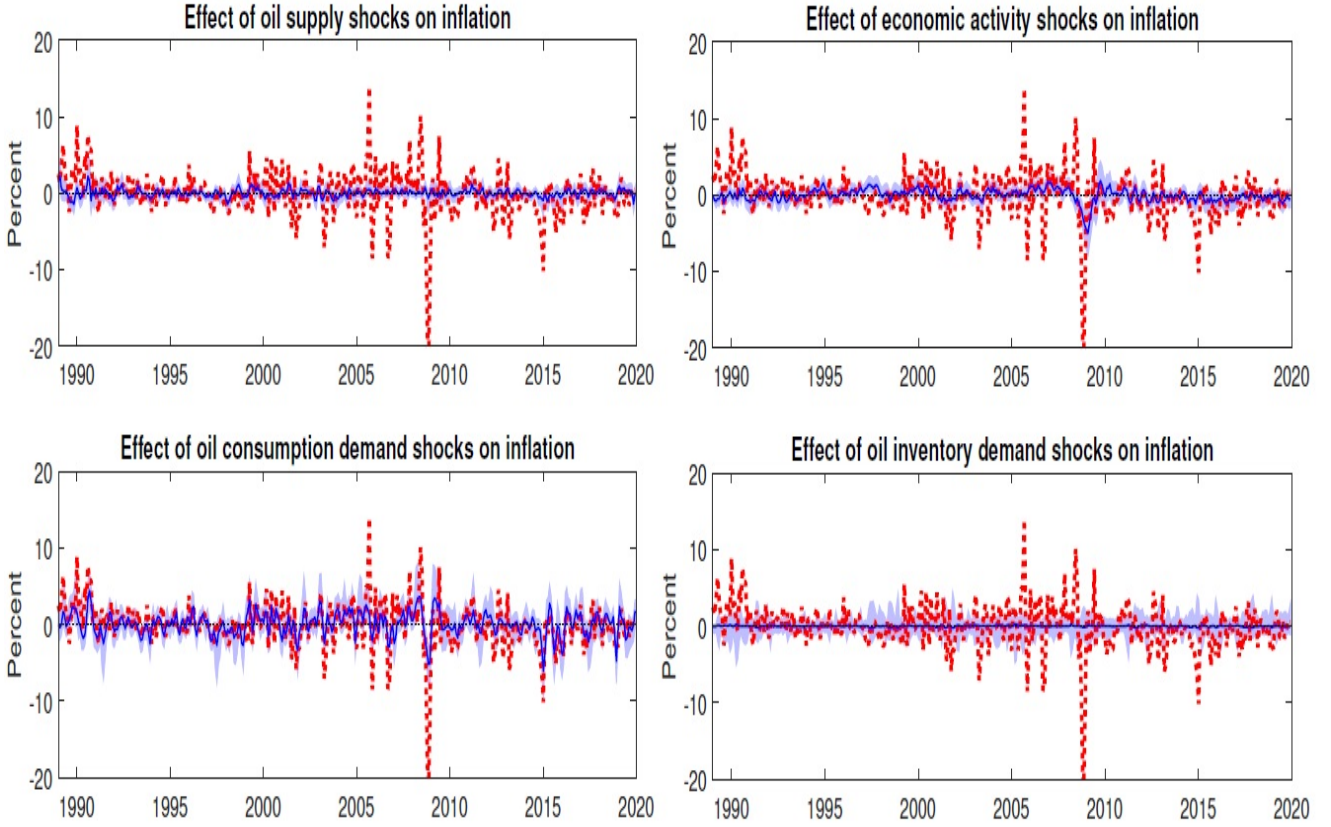 Effect of oil supply shocks on inflation
Percent
20
10
0
-10
-20
1990 1995 2000 2005 2010 2015 2020
Effect of economic activity shocks on inflation
Percent
20
10
0
-10
-20
1990 1995 2000 2005 2010 2015 2020
Effect of oil consumption demand shocks on inflation
Percent
20
10
0
-10
-20
1990 1995 2000 2005 2010 2015 2020
Effect of oil inventory demand shocks on inflation
Percent
20
10
0
-10
-20
1990 1995 2000 2005 2010 2015 2020